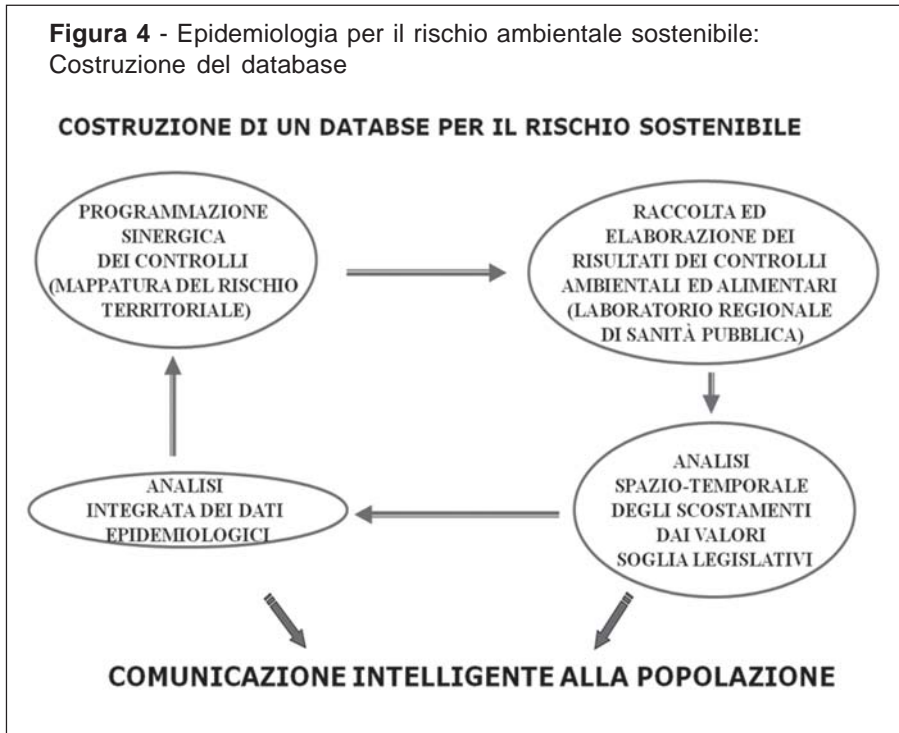 Figura 4 - Epidemiologia per il rischio ambientale sostenibile:
Costruzione del database
COSTRUZIONE DI UN DATABSE PER IL RISCHIO SOSTENIBILE
PROGRAMMAZIONE
SINERGICA
DEI CONTROLLI
(MAPPATURA DEL RISCHIO
TERRITORIALE)
RACCOLTA ED
ELABORAZIONE DEI
RISULTATI DEI CONTROLLI
AMBIENTALI ED ALIMENTARI
(LABORATORIO REGIONALE
DI SANITÀ PUBBLICA)
ANALISI
SPAZIO-TEMPORALE
DEGLI SCOSTAMENTI
DAI VALORI
SOGLIA LEGISLATIVI
ANALISI
INTEGRATA DEI DATI
EPIDEMIOLOGICI
COMUNICAZIONE INTELLIGENTE ALLA POPOLAZIONE